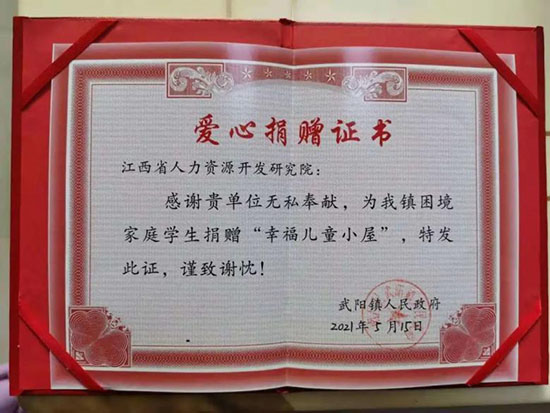 爱心捐赠证书
江西省人力资源开发研究院：
感谢贵单位无私奉献，为我镇困境
家庭学生捐赠“幸福儿童小屋”，特发
此证，谨致谢忱！
武阳镇人民政府
2021年5月15日